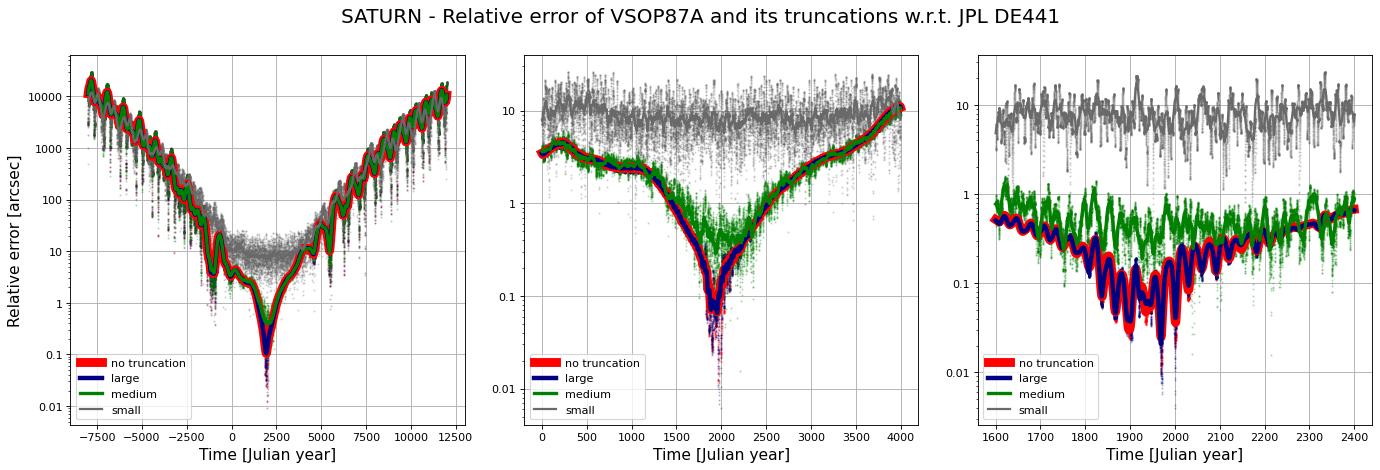 SATURN - Relative error of VSOP87A and its truncations w.r.t. JPL DE441
Relative error [arcsec]
10000
1000
100
10
1
0.1
0.01
no truncation
large
medium
small
−7500 −5000 −2500 0 2500 5000 7500 10000 12500
Time [Julian year]
10
1
0.1
0.01
no truncation
large
medium
small
0 500 1000 1500 2000 2500 3000 3500 4000
Time [Julian year]
10
1
0.1
0.01
no truncation
large
medium
small
1600 1700 1800 1900 2000 2100 2200 2300 2400
Time [Julian year]